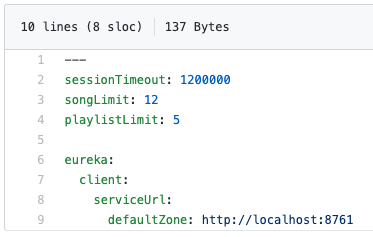 10 lines (8 sloc) 137 Bytes
1 ---
2 sessionTimeout: 1200000
3 songLimit: 12
4 playlistLimit: 5
5
6 eureka:
7   client:
8     serviceUrl:
9       defaultZone: http://localhost:8761